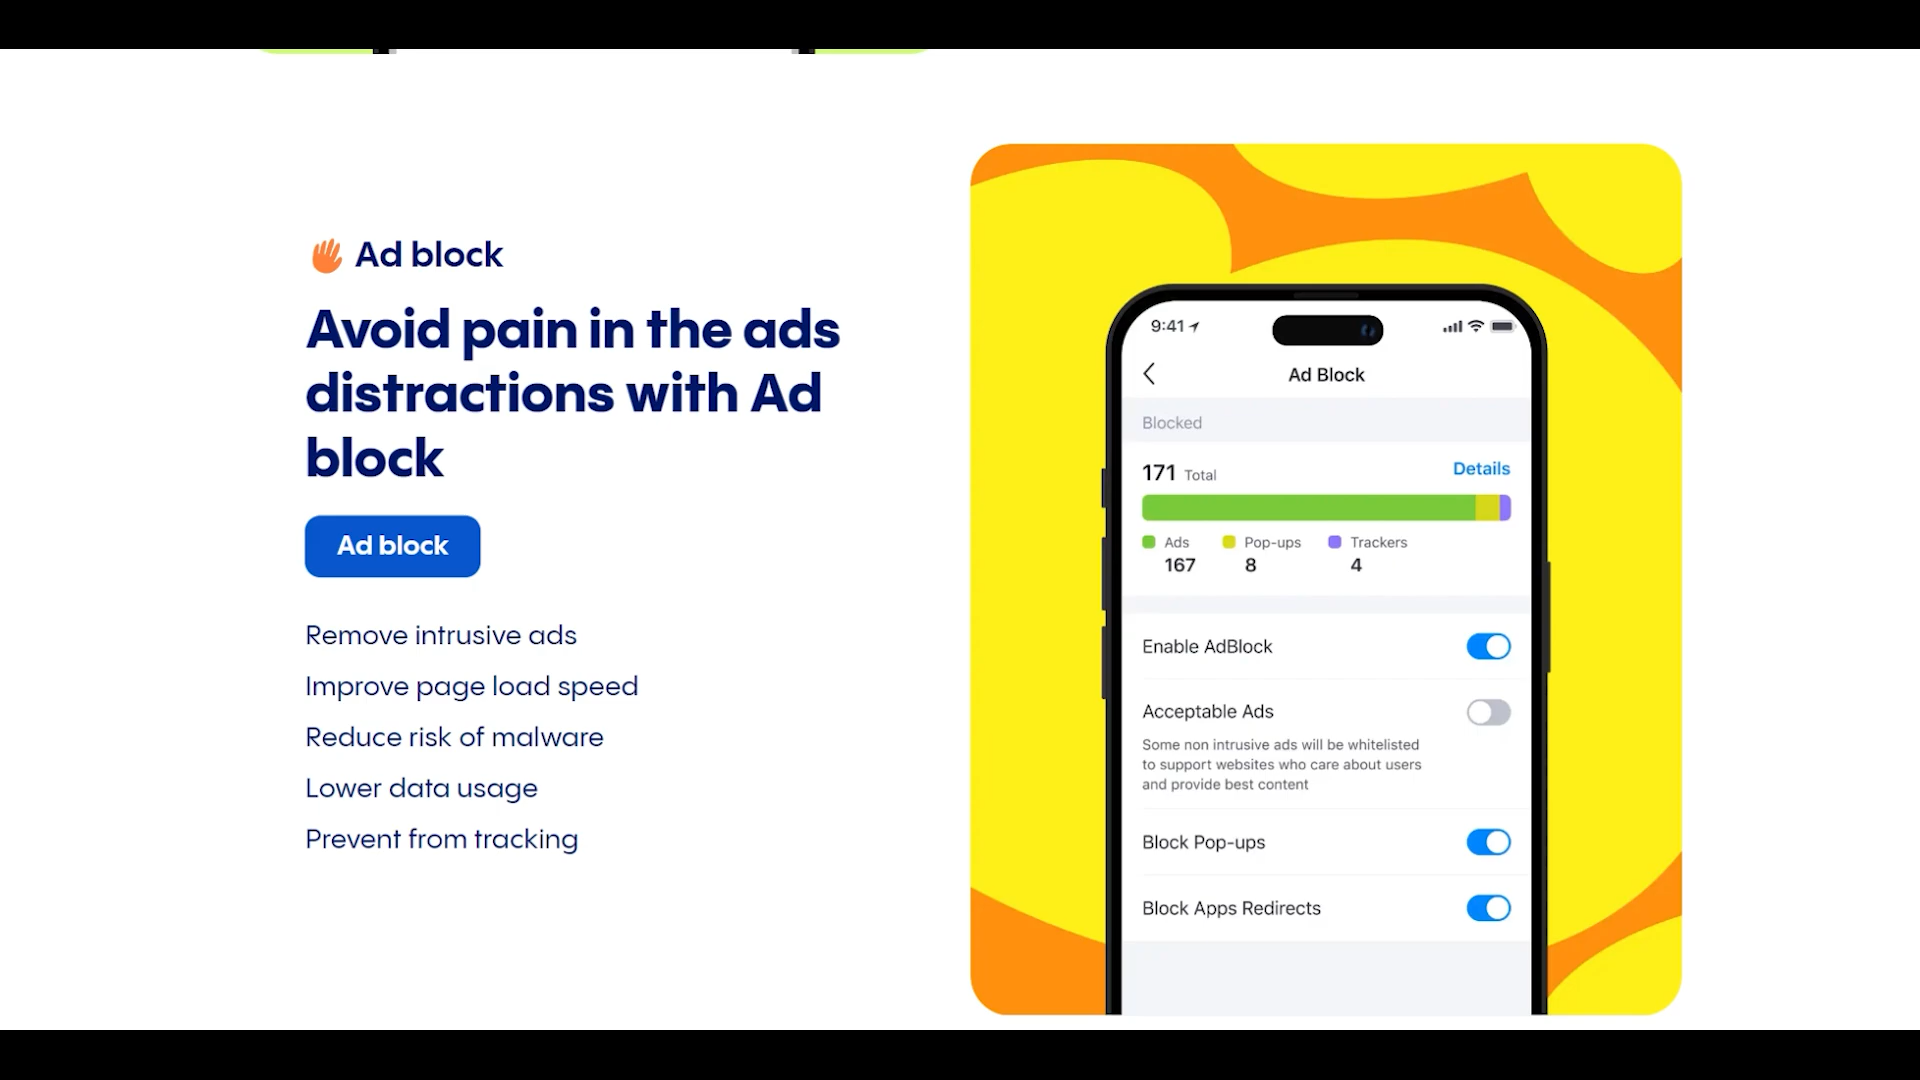 Ad block
Avoid pain in the ads
distractions with Ad
block
Ad block
Remove intrusive ads
Improve page load speed
Reduce risk of malware
Lower data usage
Prevent from tracking
9:41
Ad Block
Blocked
171 Total
Details
Ads
Pop-ups
Trackers
167
8
4
Enable AdBlock
Acceptable Ads
Some non intrusive ads will be whitelisted
to support websites who care about users
and provide best content
Block Pop-ups
Block Apps Redirects